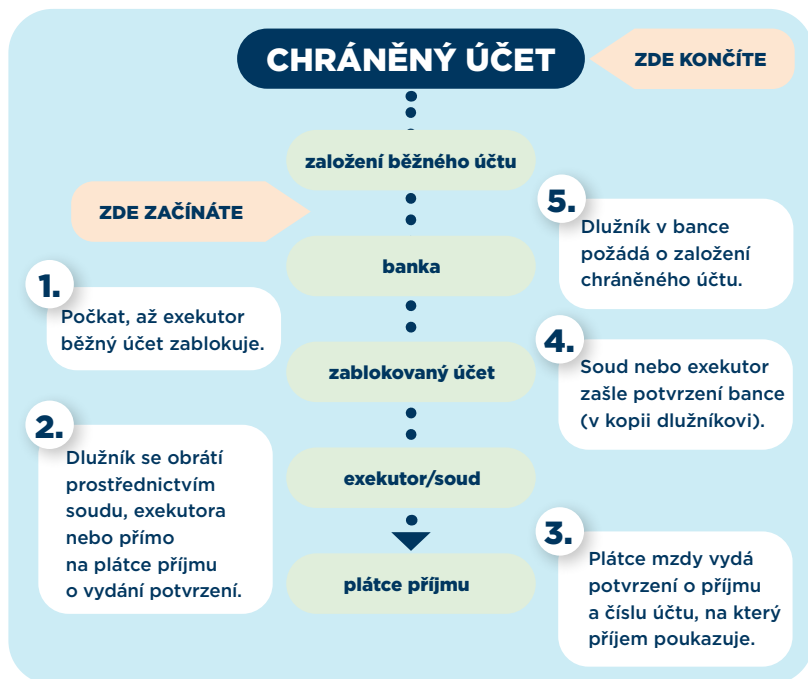 CHRÁNĚNÝ ÚČET
ZDE KONČÍTE
založení běžného účtu
ZDE ZAČÍNÁTE
banka
zablokovaný účet
exekutor/soud
plátce příjmu
1.
Počkat, až exekutor
běžný účet zablokuje.
2.
Dlužník se obrátí
prostřednictvím
soudu, exekutora
nebo přímo
na plátce příjmu
o vydání potvrzení.
3.
Plátce mzdy vydá
potvrzení o příjmu
a číslu účtu, na který
příjem poukazuje.
4.
Soud nebo exekutor
zašle potvrzení bance
(v kopii dlužníkovi).
5.
Dlužník v bance
požádá o založení
chráněného účtu.